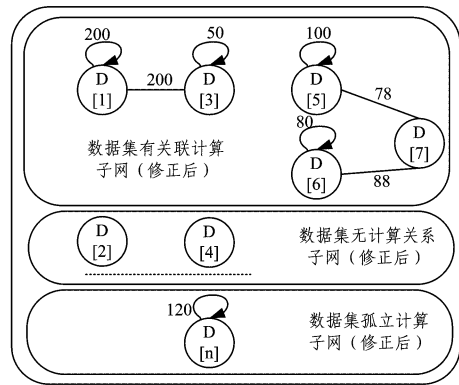 200
50
100
D
[1]
200
D
[3]
D
[5]
78
80
D
[7]
D
[6]
88
数据集有关联计算
子网（修正后）
D
[2]
D
[4]
数据集无计算关系
子网（修正后）
120
D
[n]
数据集孤立计算
子网（修正后）